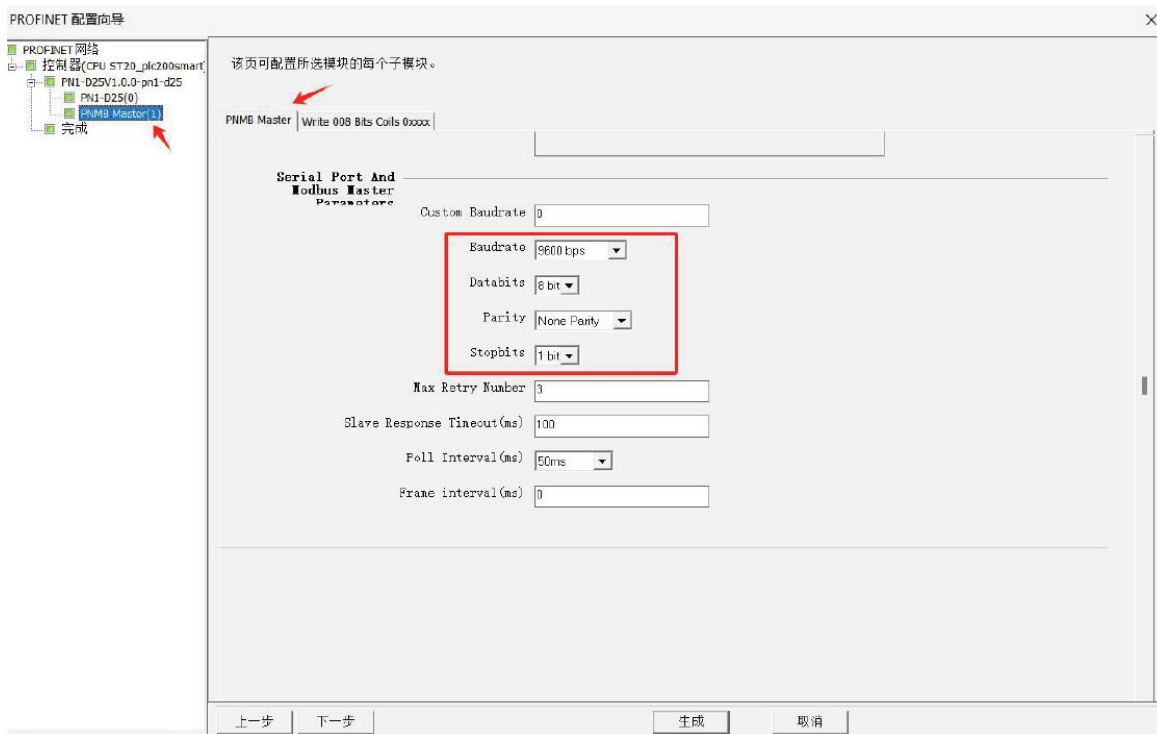 PROFINET 配置向导
PROFINET 网络
控制器(CPU ST20_plc200smart)
PN1-D25V1.0.0-pn1-d25
PN1-D25(0)
PNMB Master(1)
完成
该页可配置所选模块的每个子模块。
PNMB Master
Write 008 Bits Coils 0xxxx
Serial Port And
Modbus Master
Parameters
Custom Baudrate 0
Baudrate 9600 bps
Databits 8 bit
Parity None Parity
Stopbits 1 bit
Max Retry Number 3
Slave Response Timeout(ms) 100
Poll Interval(ms) 50ms
Frame interval(ms) 0
上一步 下一步 生成 取消